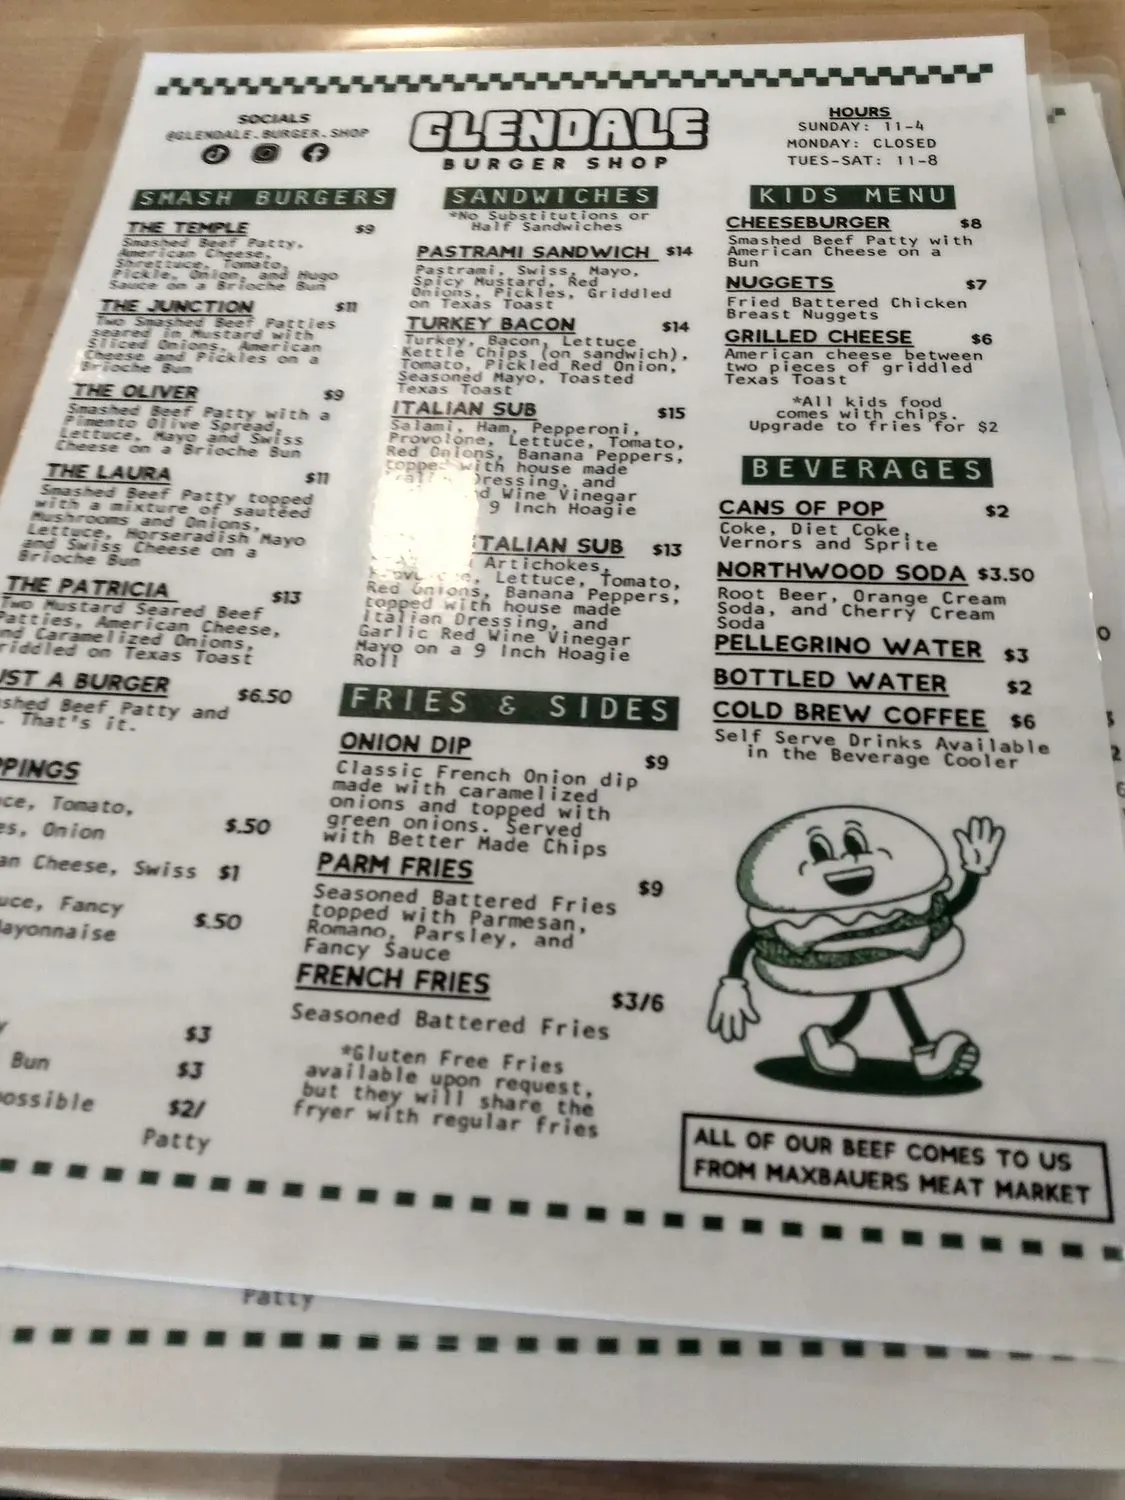 SOCIALS
@GLENDALE.BURGER.SHOP
GLENDALE
BURGER SHOP
HOURS
SUNDAY: 11-4
MONDAY: CLOSED
TUES-SAT: 11-8
SMASH BURGERS
THE TEMPLE $9
Smashed Beef Patty,
American Cheese,
Shrettuce, Tomato,
Pickle, Onion, and Hugo
Sauce on a Brioche Bun
THE JUNCTION $11
Two Smashed Beef Patties
seared in Mustard with
Sliced Onions, American
Cheese and Pickles on a
Brioche Bun
THE OLIVER $9
Smashed Beef Patty with a
Pimento Olive Spread,
Lettuce, Mayo and Swiss
Cheese on a Brioche Bun
THE LAURA $11
Smashed Beef Patty topped
with a mixture of sautéed
Mushrooms and Onions,
Lettuce, Horseradish Mayo
and Swiss Cheese on a
Brioche Bun
THE PATRICIA $13
Two Mustard Seared Beef
Patties, American Cheese,
and Caramelized Onions,
riddled on Texas Toast
UST A BURGER $6.50
shed Beef Patty and
. That's it.
PPINGS
ce, Tomato,
es, Onion $.50
an Cheese, Swiss $1
uce, Fancy
Mayonnaise $.50
y $3
Bun $3
ossible $2/
Patty
SANDWICHES
*No Substitutions or
Half Sandwiches
PASTRAMI SANDWICH $14
Pastrami, Swiss, Mayo,
Spicy Mustard, Red
Onions, Pickles, Griddled
on Texas Toast
TURKEY BACON $14
Turkey, Bacon, Lettuce
Kettle Chips (on sandwich),
Tomato, Pickled Red Onion,
Seasoned Mayo, Toasted
Texas Toast
ITALIAN SUB $15
Salami, Ham, Pepperoni,
Provolone, Lettuce, Tomato,
Red Onions, Banana Peppers,
topped with house made
Dressing, and
d Wine Vinegar
9 Inch Hoagie
ITALIAN SUB $13
Artichokes,
Lettuce, Tomato,
Red Onions, Banana Peppers,
topped with house made
Italian Dressing, and
Garlic Red Wine Vinegar
Mayo on a 9 Inch Hoagie
Roll
FRIES & SIDES
ONION DIP $9
Classic French Onion dip
made with caramelized
onions and topped with
green onions. Served
with Better Made Chips
PARM FRIES $9
Seasoned Battered Fries
topped with Parmesan,
Romano, Parsley, and
Fancy Sauce
FRENCH FRIES $3/6
Seasoned Battered Fries
*Gluten Free Fries
available upon request,
but they will share the
fryer with regular fries
KIDS MENU
CHEESEBURGER $8
Smashed Beef Patty with
American Cheese on a
Bun
NUGGETS $7
Fried Battered Chicken
Breast Nuggets
GRILLED CHEESE $6
American cheese between
two pieces of griddled
Texas Toast
*All kids food
comes with chips.
Upgrade to fries for $2
BEVERAGES
CANS OF POP $2
Coke, Diet Coke,
Vernors and Sprite
NORTHWOOD SODA $3.50
Root Beer, Orange Cream
Soda, and Cherry Cream
Soda
PELLEGRINO WATER $3
BOTTLED WATER $2
COLD BREW COFFEE $6
Self Serve Drinks Available
in the Beverage Cooler
ALL OF OUR BEEF COMES TO US
FROM MAXBAUERS MEAT MARKET
Patty